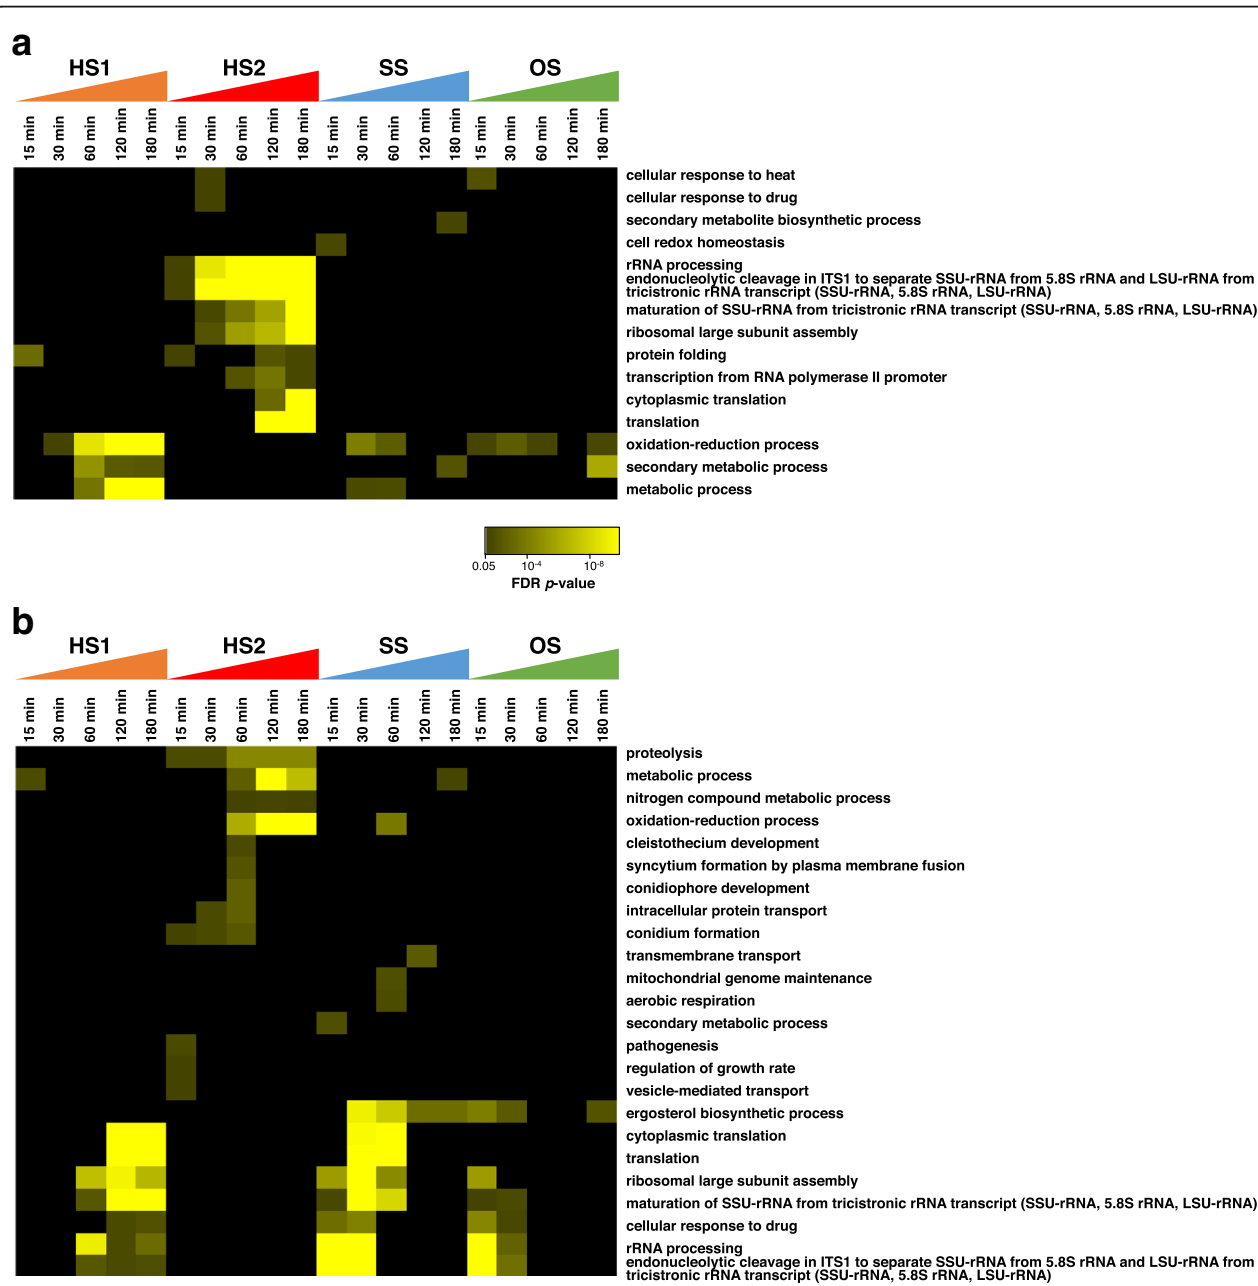 a
HS1 HS2 SS OS
15 min 30 min 60 min 120 min 180 min 15 min 30 min 60 min 120 min 180 min 15 min 30 min 60 min 120 min 180 min 15 min 30 min 60 min 120 min 180 min
cellular response to heat
cellular response to drug
secondary metabolite biosynthetic process
cell redox homeostasis
rRNA processing
endonucleolytic cleavage in ITS1 to separate SSU-rRNA from 5.8S rRNA and LSU-rRNA from
tricistronic rRNA transcript (SSU-rRNA, 5.8S rRNA, LSU-rRNA)
maturation of SSU-rRNA from tricistronic rRNA transcript (SSU-rRNA, 5.8S rRNA, LSU-rRNA)
ribosomal large subunit assembly
protein folding
transcription from RNA polymerase II promoter
cytoplasmic translation
translation
oxidation-reduction process
secondary metabolic process
metabolic process
0.05 10-4 10-8
FDR p-value
b
HS1 HS2 SS OS
15 min 30 min 60 min 120 min 180 min 15 min 30 min 60 min 120 min 180 min 15 min 30 min 60 min 120 min 180 min 15 min 30 min 60 min 120 min 180 min
proteolysis
metabolic process
nitrogen compound metabolic process
oxidation-reduction process
cleistothecium development
syncytium formation by plasma membrane fusion
conidiophore development
intracellular protein transport
conidium formation
transmembrane transport
mitochondrial genome maintenance
aerobic respiration
secondary metabolic process
pathogenesis
regulation of growth rate
vesicle-mediated transport
ergosterol biosynthetic process
cytoplasmic translation
translation
ribosomal large subunit assembly
maturation of SSU-rRNA from tricistronic rRNA transcript (SSU-rRNA, 5.8S rRNA, LSU-rRNA)
cellular response to drug
rRNA processing
endonucleolytic cleavage in ITS1 to separate SSU-rRNA from 5.8S rRNA and LSU-rRNA from
tricistronic rRNA transcript (SSU-rRNA, 5.8S rRNA, LSU-rRNA)